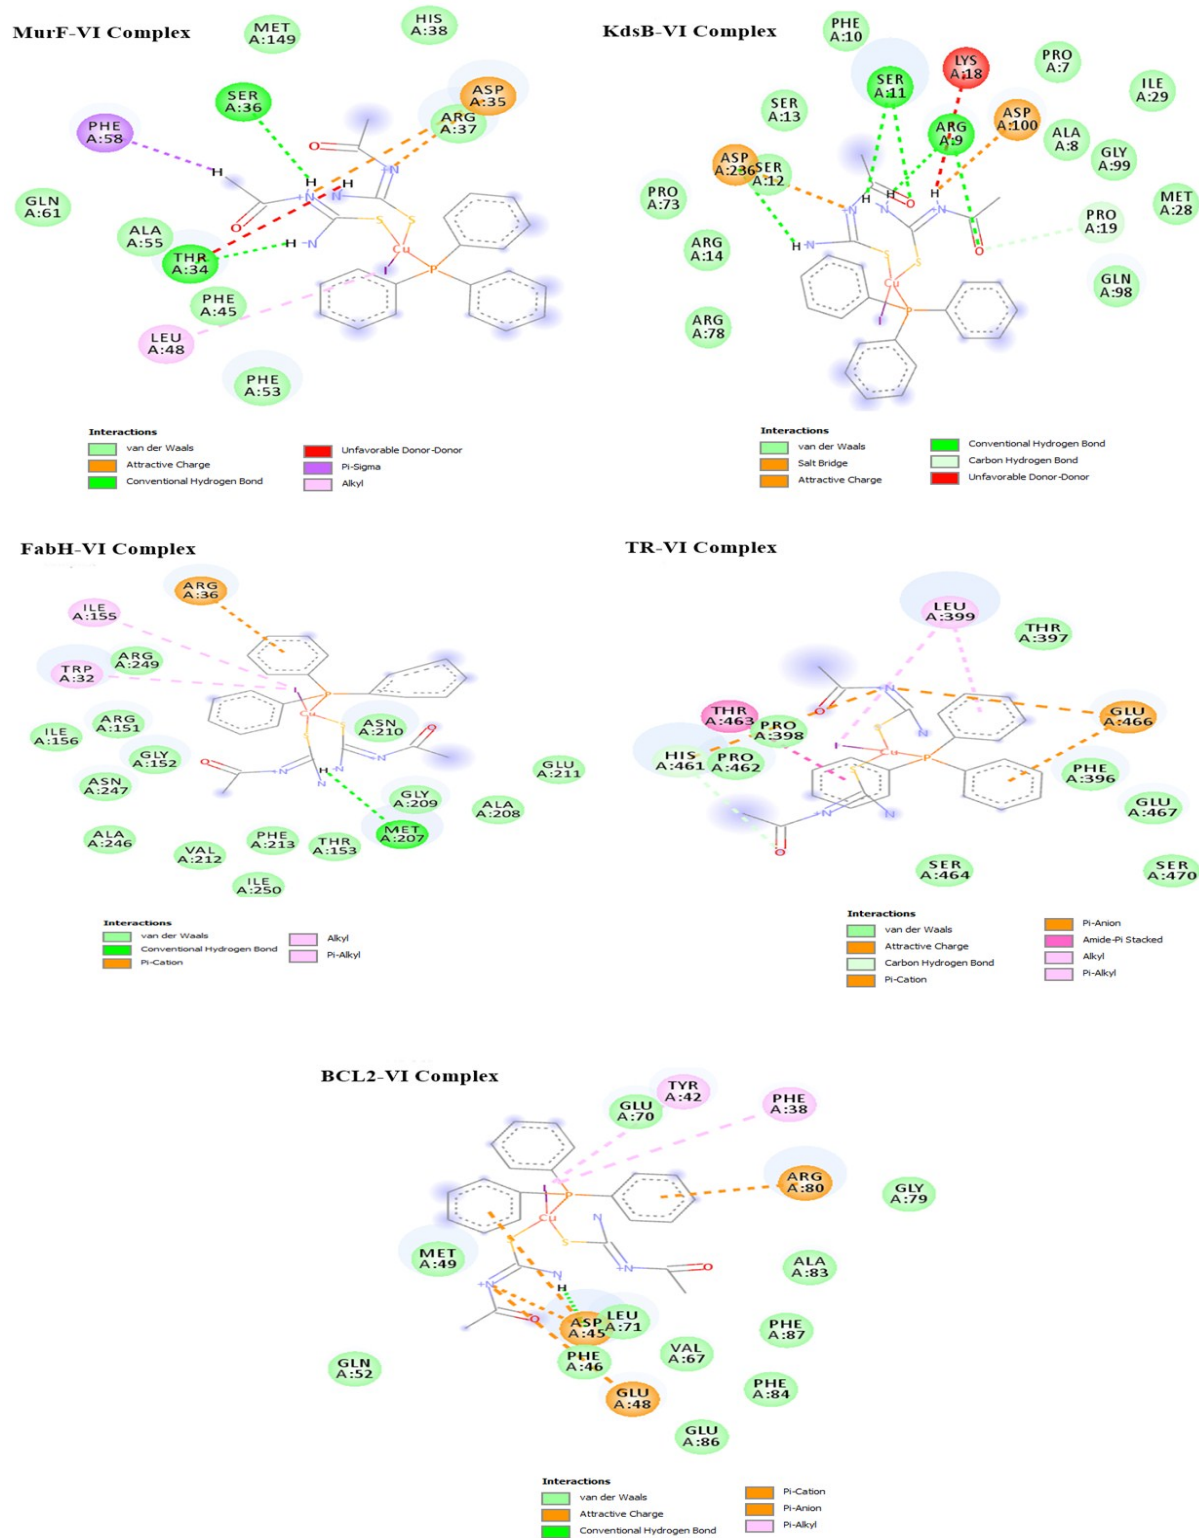 MurF-VI Complex
MET
A:149
HIS
A:38
SER
A:36
ASP
A:35
ARG
A:37
PHE
A:58
GLN
A:61
ALA
A:55
THR
A:34
PHE
A:45
LEU
A:48
PHE
A:53
H
O
N+
H
N
H
N
H
N
S
S
Cu
I
P
Interactions
van der Waals
Attractive Charge
Conventional Hydrogen Bond
Unfavorable Donor-Donor
Pi-Sigma
Alkyl
KdsB-VI Complex
PHE
A:10
SER
A:11
LYS
A:18
PRO
A:7
ILE
A:29
SER
A:13
ARG
A:9
ASP
A:100
ALA
A:8
GLY
A:99
ASP
A:236
SER
A:12
MET
A:28
PRO
A:73
PRO
A:19
ARG
A:14
GLN
A:98
ARG
A:78
H
H
O
H
N
N
N
H
N
O
S
S
Cu
I
P
Interactions
van der Waals
Salt Bridge
Attractive Charge
Conventional Hydrogen Bond
Carbon Hydrogen Bond
Unfavorable Donor-Donor
FabH-VI Complex
ARG
A:36
ILE
A:155
TRP
A:32
ARG
A:249
ARG
A:151
ILE
A:156
GLY
A:152
ASN
A:210
ASN
A:247
GLU
A:211
GLY
A:209
ALA
A:208
MET
A:207
ALA
A:246
PHE
A:213
THR
A:153
VAL
A:212
ILE
A:250
I
P
Cu
S
S
O
N
H
N
N
N
O
Interactions
van der Waals
Conventional Hydrogen Bond
Pi-Cation
Alkyl
Pi-Alkyl
TR-VI Complex
LEU
A:399
THR
A:397
THR
A:463
PRO
A:398
GLU
A:466
HIS
A:461
PRO
A:462
PHE
A:396
GLU
A:467
SER
A:464
SER
A:470
O
N
S
N
I
Cu
P
S
N+
N
O
Interactions
van der Waals
Attractive Charge
Carbon Hydrogen Bond
Pi-Cation
Pi-Anion
Amide-Pi Stacked
Alkyl
Pi-Alkyl
BCL2-VI Complex
TYR
A:42
GLU
A:70
PHE
A:38
ARG
A:80
GLY
A:79
MET
A:49
ALA
A:83
ASP
A:45
LEU
A:71
PHE
A:87
PHE
A:46
VAL
A:67
GLN
A:52
PHE
A:84
GLU
A:48
GLU
A:86
I
P
Cu
S
S
N
N
H
+N
N+
O
O
Interactions
van der Waals
Attractive Charge
Conventional Hydrogen Bond
Pi-Cation
Pi-Anion
Pi-Alkyl